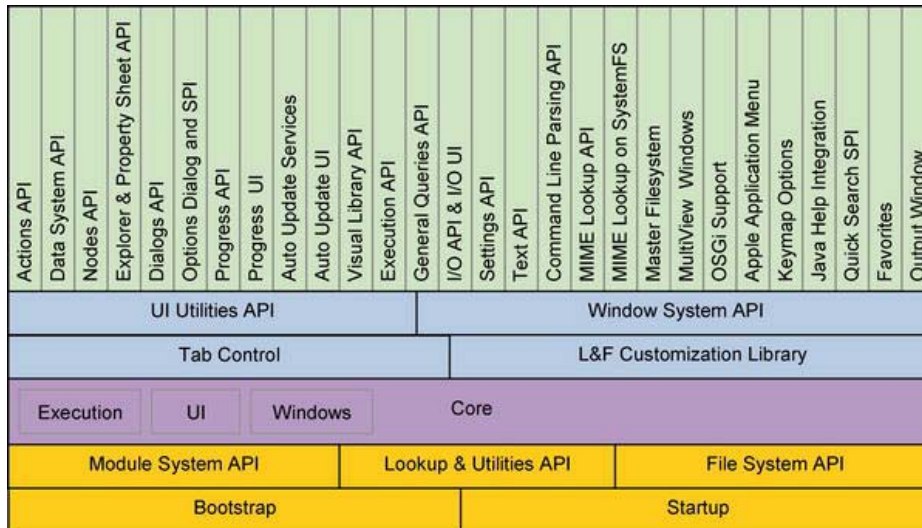 Actions API
Data System API
Nodes API
Explorer & Property Sheet API
Dialogs API
Options Dialog and SPI
Progress API
Progress UI
Auto Update Services
Auto Update UI
Visual Library API
Execution API
General Queries API
I/O API & I/O UI
Settings API
Text API
Command Line Parsing API
MIME Lookup API
MIME Lookup on SystemFS
Master Filesystem
MultiView Windows
OSGi Support
Apple Application Menu
Keymap Options
Java Help Integration
Quick Search SPI
Favorites
Output Window
UI Utilities API
Window System API
Tab Control
L&F Customization Library
Execution
UI
Windows
Core
Module System API
Lookup & Utilities API
File System API
Bootstrap
Startup